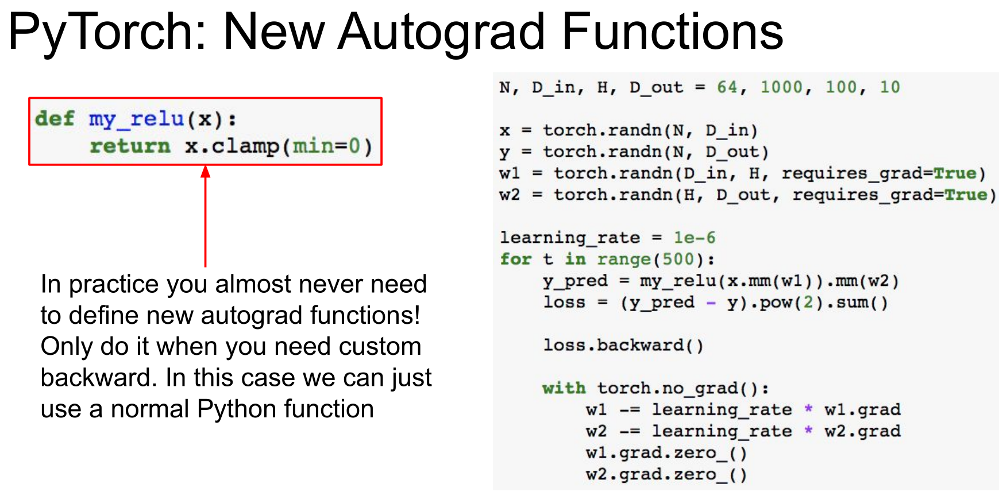 PyTorch: New Autograd Functions
def my_relu(x):
    return x.clamp(min=0)
In practice you almost never need
to define new autograd functions!
Only do it when you need custom
backward. In this case we can just
use a normal Python function
N, D_in, H, D_out = 64, 1000, 100, 10
x = torch.randn(N, D_in)
y = torch.randn(N, D_out)
w1 = torch.randn(D_in, H, requires_grad=True)
w2 = torch.randn(H, D_out, requires_grad=True)
learning_rate = 1e-6
for t in range(500):
    y_pred = my_relu(x.mm(w1)).mm(w2)
    loss = (y_pred - y).pow(2).sum()
    loss.backward()
    with torch.no_grad():
        w1 -= learning_rate * w1.grad
        w2 -= learning_rate * w2.grad
        w1.grad.zero_()
        w2.grad.zero_()